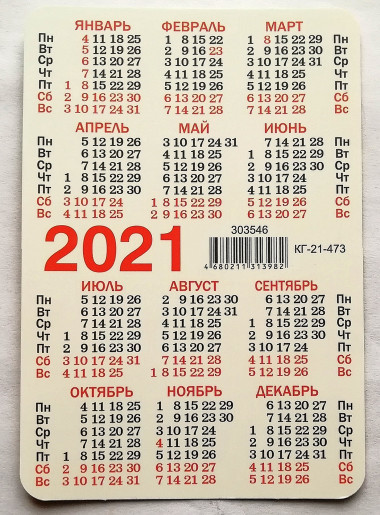 ЯНВАРЬ ФЕВРАЛЬ МАРТ
Пн 4 11 18 25 1 8 15 22 1 8 15 22 29 Пн
Вт 5 12 19 26 2 9 16 23 2 9 16 23 30 Вт
Ср 6 13 20 27 3 10 17 24 3 10 17 24 31 Ср
Чт 7 14 21 28 4 11 18 25 4 11 18 25 Чт
Пт 1 8 15 22 29 5 12 19 26 5 12 19 26 Пт
Сб 2 9 16 23 30 6 13 20 27 6 13 20 27 Сб
Вс 3 10 17 24 31 7 14 21 28 7 14 21 28 Вс
АПРЕЛЬ МАЙ ИЮНЬ
Пн 5 12 19 26 3 10 17 24 31 7 14 21 28 Пн
Вт 6 13 20 27 4 11 18 25 1 8 15 22 29 Вт
Ср 7 14 21 28 5 12 19 26 2 9 16 23 30 Ср
Чт 1 8 15 22 29 6 13 20 27 3 10 17 24 Чт
Пт 2 9 16 23 30 7 14 21 28 4 11 18 25 Пт
Сб 3 10 17 24 1 8 15 22 29 5 12 19 26 Сб
Вс 4 11 18 25 2 9 16 23 30 6 13 20 27 Вс
2021
303546
4 680211 313982
КГ-21-473
ИЮЛЬ АВГУСТ СЕНТЯБРЬ
Пн 5 12 19 26 2 9 16 23 30 6 13 20 27 Пн
Вт 6 13 20 27 3 10 17 24 31 7 14 21 28 Вт
Ср 7 14 21 28 4 11 18 25 1 8 15 22 29 Ср
Чт 1 8 15 22 29 5 12 19 26 2 9 16 23 30 Чт
Пт 2 9 16 23 30 6 13 20 27 3 10 17 24 Пт
Сб 3 10 17 24 31 7 14 21 28 4 11 18 25 Сб
Вс 4 11 18 25 1 8 15 22 29 5 12 19 26 Вс
ОКТЯБРЬ НОЯБРЬ ДЕКАБРЬ
Пн 4 11 18 25 1 8 15 22 29 6 13 20 27 Пн
Вт 5 12 19 26 2 9 16 23 30 7 14 21 28 Вт
Ср 6 13 20 27 3 10 17 24 1 8 15 22 29 Ср
Чт 7 14 21 28 4 11 18 25 2 9 16 23 30 Чт
Пт 1 8 15 22 29 5 12 19 26 3 10 17 24 31 Пт
Сб 2 9 16 23 30 6 13 20 27 4 11 18 25 Сб
Вс 3 10 17 24 31 7 14 21 28 5 12 19 26 Вс